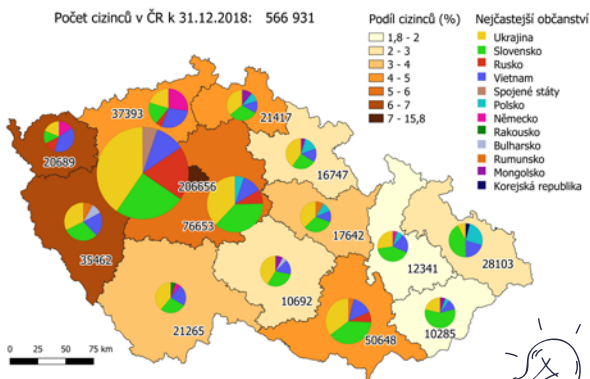 Počet cizinců v ČR k 31.12.2018: 566 931
Podíl cizinců (%)
1,8 - 2
2 - 3
3 - 4
4 - 5
5 - 6
6 - 7
7 - 15,8
Nejčastější občanství
Ukrajina
Slovensko
Rusko
Vietnam
Spojené státy
Polsko
Německo
Rakousko
Bulharsko
Rumunsko
Mongolsko
Korejská republika
37393
21417
20689
16747
206656
76653
17642
35462
12341
28103
10692
21265
50648
10285
0 25 50 75 km